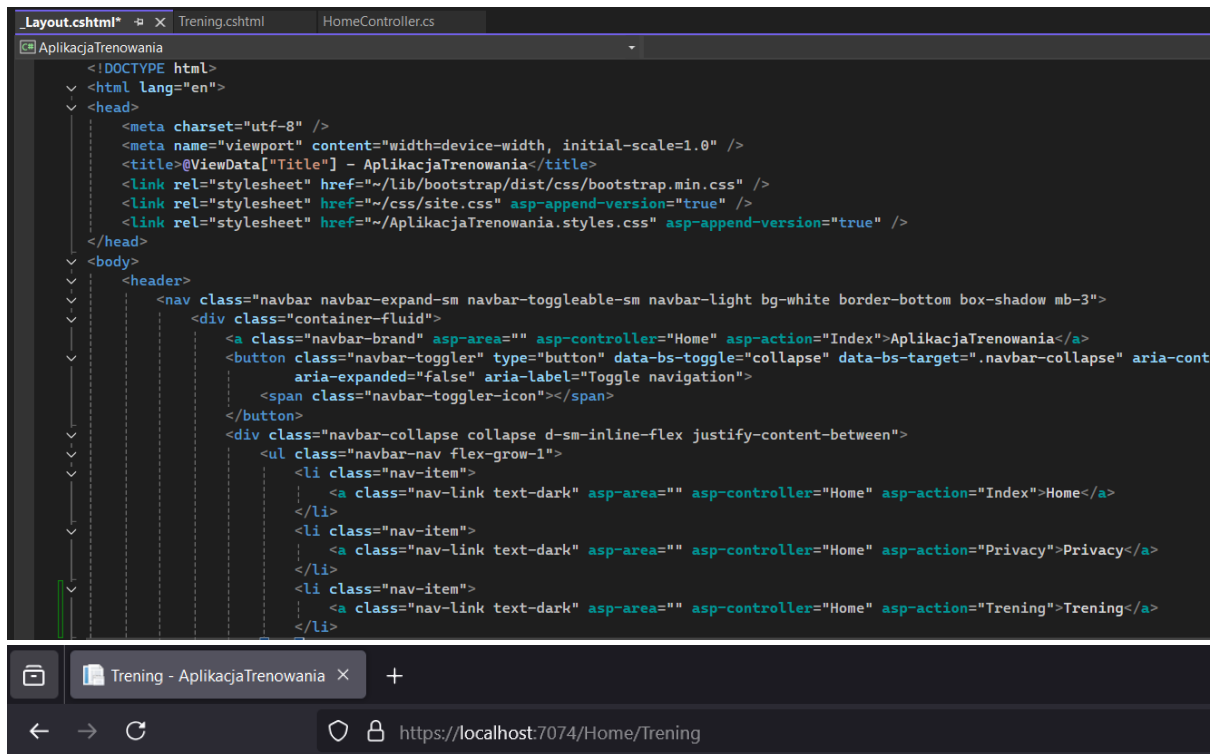 _Layout.cshtml* Trening.cshtml HomeController.cs
C# AplikacjaTrenowania
<!DOCTYPE html>
<html lang="en">
<head>
<meta charset="utf-8" />
<meta name="viewport" content="width=device-width, initial-scale=1.0" />
<title>@ViewData["Title"] - AplikacjaTrenowania</title>
<link rel="stylesheet" href="~/lib/bootstrap/dist/css/bootstrap.min.css" />
<link rel="stylesheet" href="~/css/site.css" asp-append-version="true" />
<link rel="stylesheet" href="~/AplikacjaTrenowania.styles.css" asp-append-version="true" />
</head>
<body>
<header>
<nav class="navbar navbar-expand-sm navbar-toggleable-sm navbar-light bg-white border-bottom box-shadow mb-3">
<div class="container-fluid">
<a class="navbar-brand" asp-area="" asp-controller="Home" asp-action="Index">AplikacjaTrenowania</a>
<button class="navbar-toggler" type="button" data-bs-toggle="collapse" data-bs-target=".navbar-collapse" aria-cont
aria-expanded="false" aria-label="Toggle navigation">
<span class="navbar-toggler-icon"></span>
</button>
<div class="navbar-collapse collapse d-sm-inline-flex justify-content-between">
<ul class="navbar-nav flex-grow-1">
<li class="nav-item">
<a class="nav-link text-dark" asp-area="" asp-controller="Home" asp-action="Index">Home</a>
</li>
<li class="nav-item">
<a class="nav-link text-dark" asp-area="" asp-controller="Home" asp-action="Privacy">Privacy</a>
</li>
<li class="nav-item">
<a class="nav-link text-dark" asp-area="" asp-controller="Home" asp-action="Trening">Trening</a>
</li>
Trening - AplikacjaTrenowania
https://localhost:7074/Home/Trening